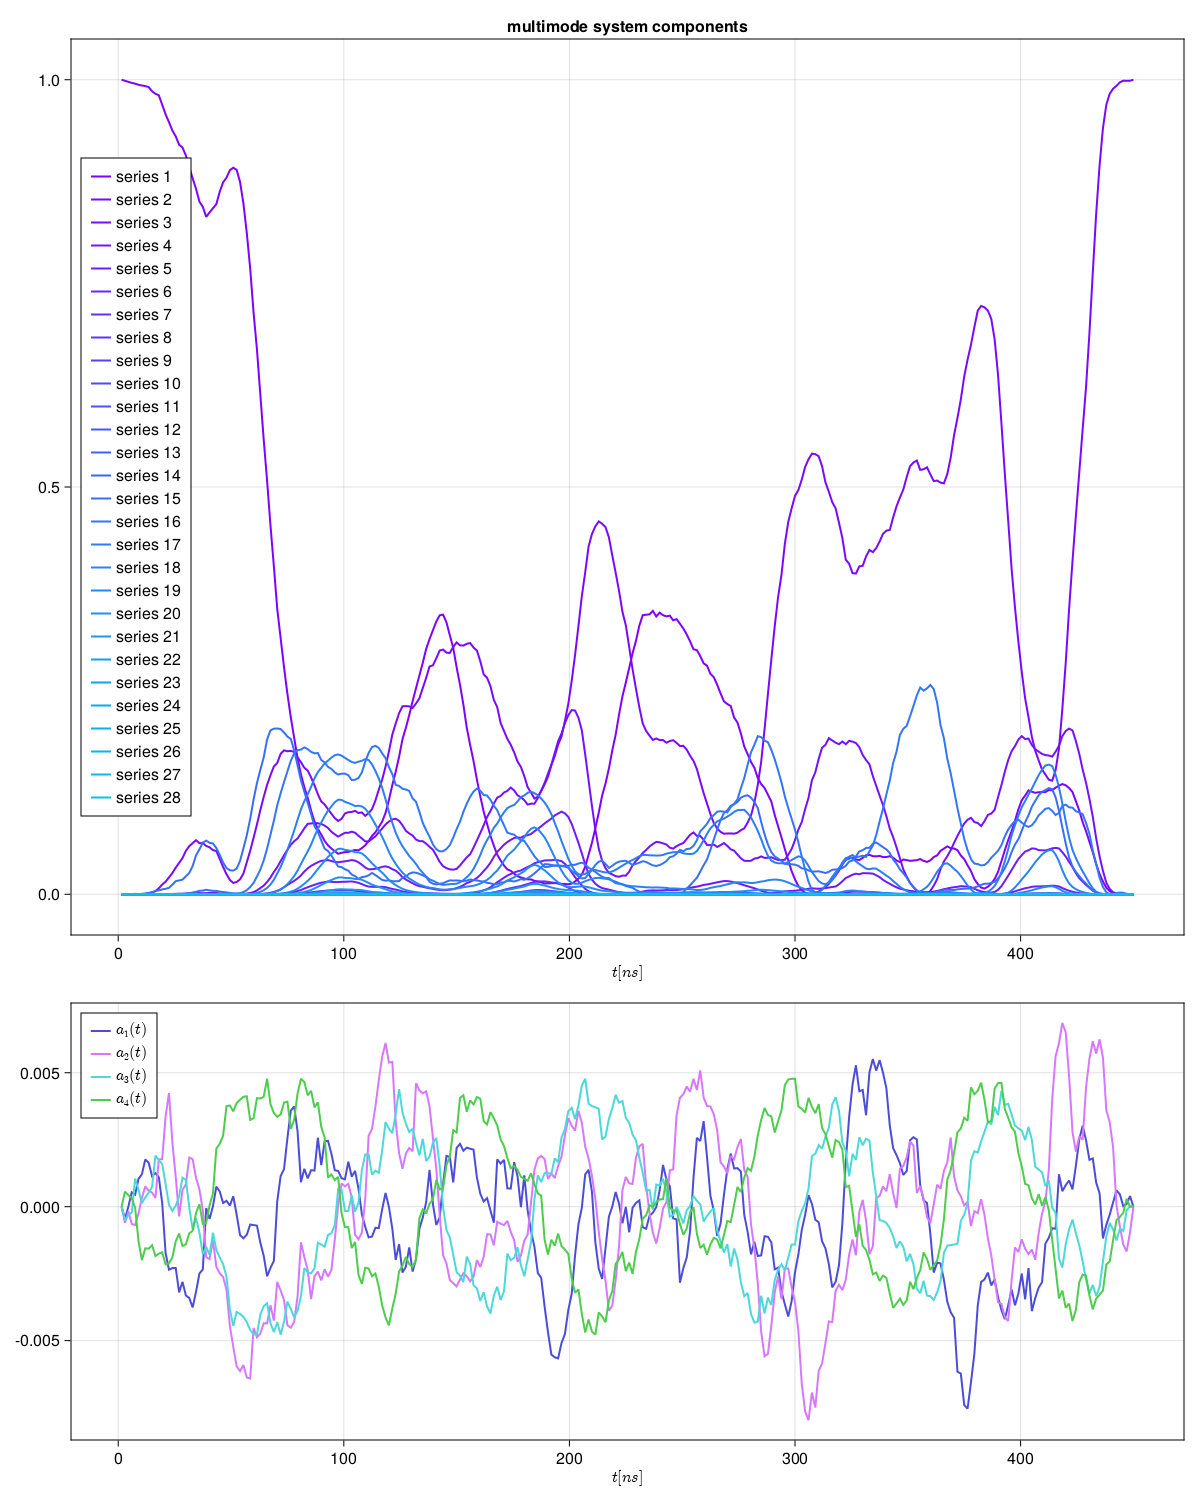 multimode system components
1.0
0.5
0.0
series 1
series 2
series 3
series 4
series 5
series 6
series 7
series 8
series 9
series 10
series 11
series 12
series 13
series 14
series 15
series 16
series 17
series 18
series 19
series 20
series 21
series 22
series 23
series 24
series 25
series 26
series 27
series 28
0 100 200 300 400
t[ns]
0.005
0.000
-0.005
a₁(t)
a₂(t)
a₃(t)
a₄(t)
0 100 200 300 400
t[ns]